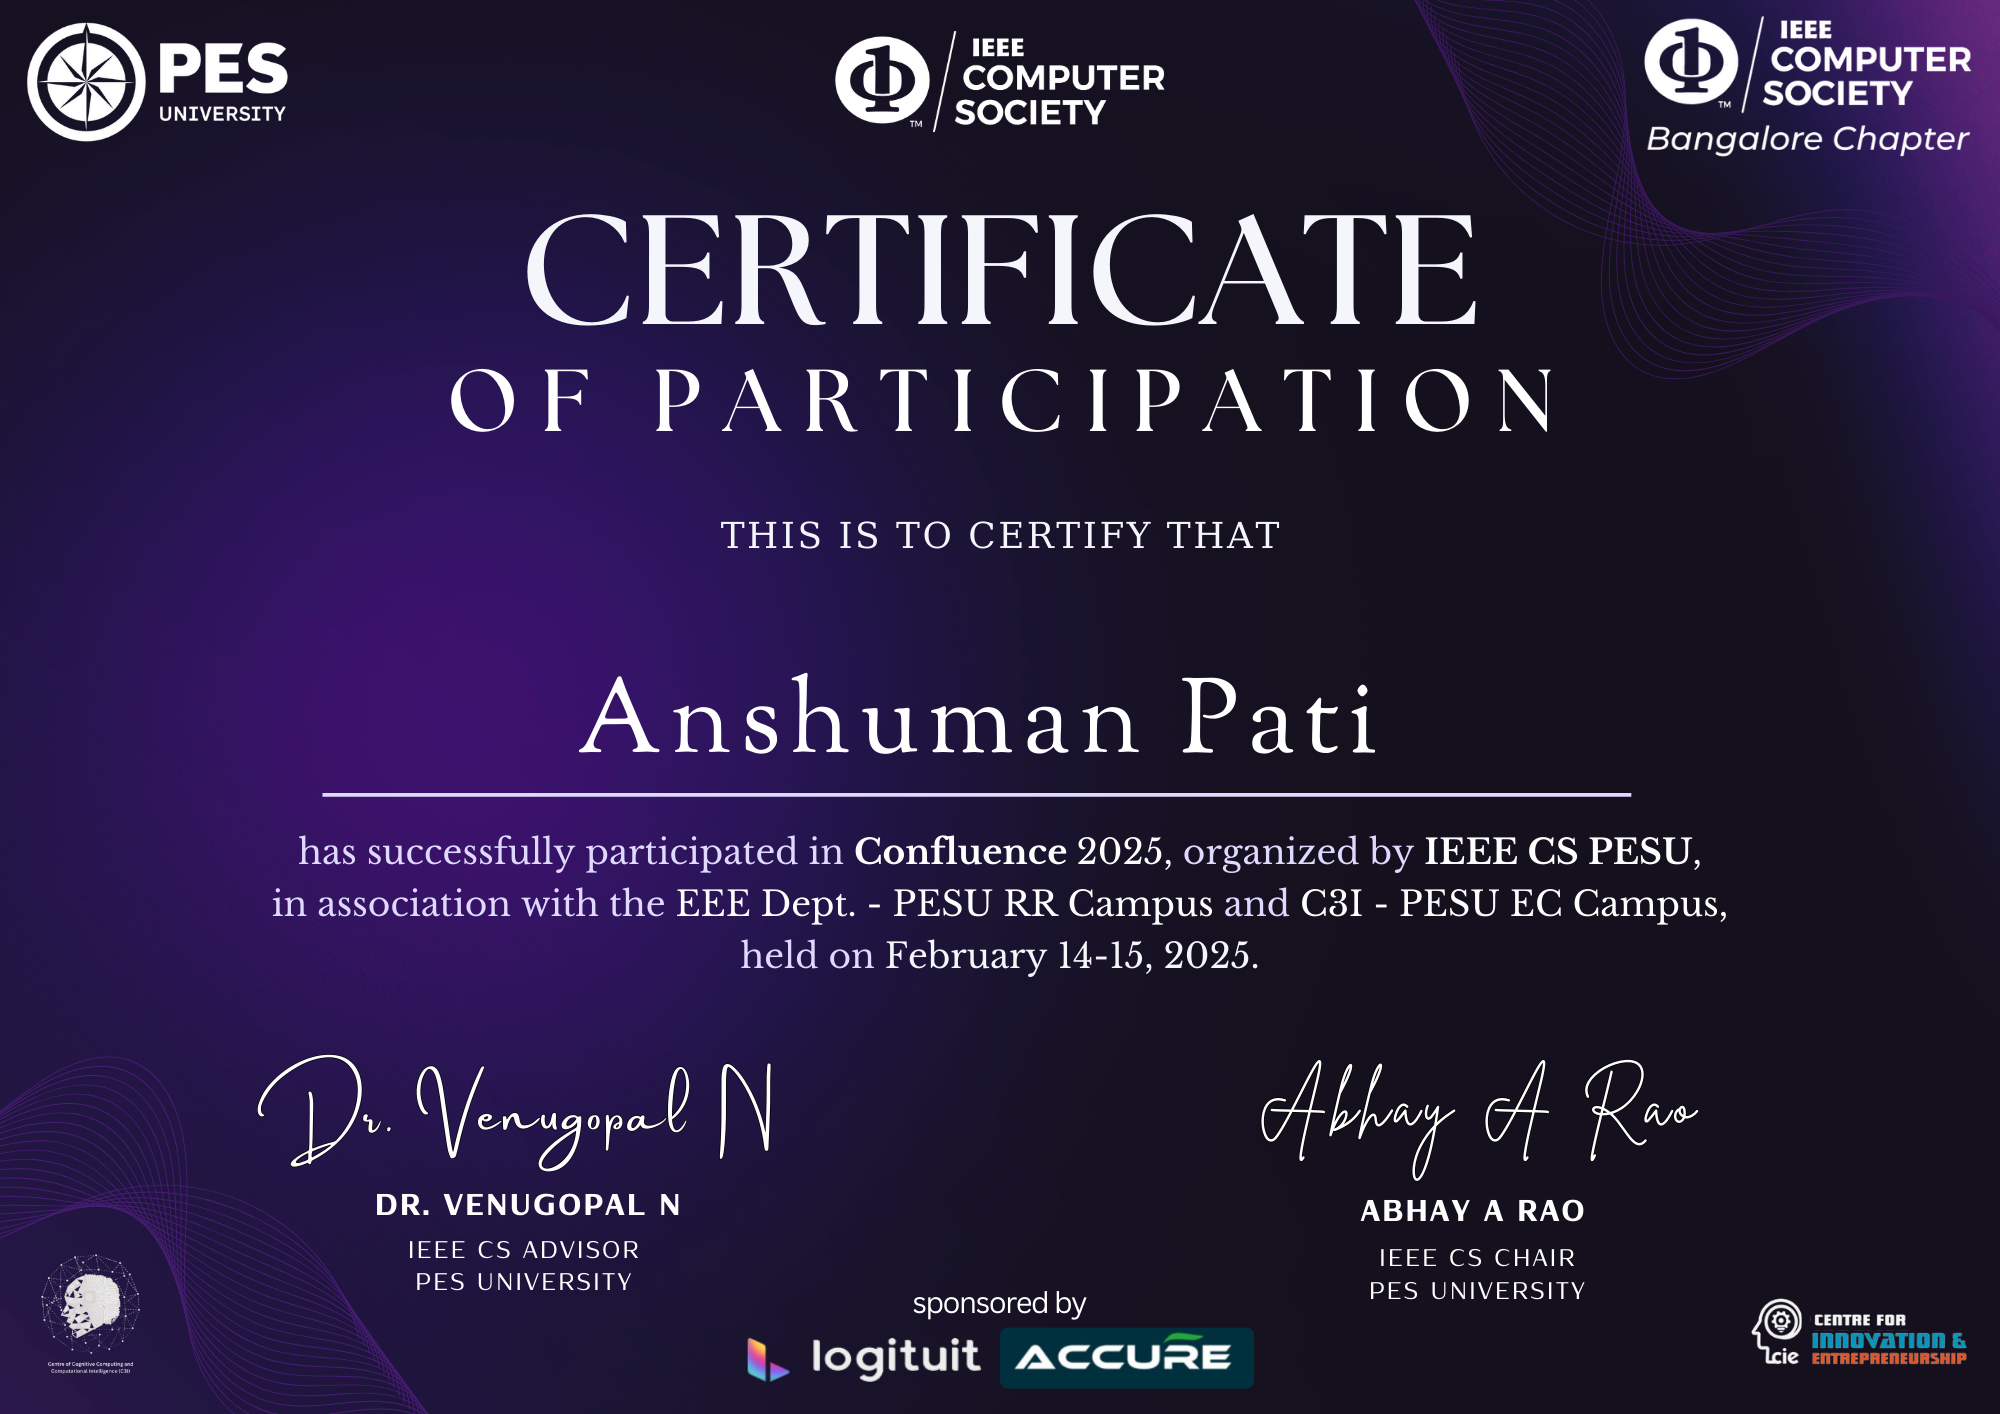 PES
UNIVERSITY
IEEE
COMPUTER
SOCIETY
TM
IEEE
COMPUTER
SOCIETY
TM
Bangalore Chapter
CERTIFICATE
OF PARTICIPATION
THIS IS TO CERTIFY THAT
Anshuman Pati
has successfully participated in Confluence 2025, organized by IEEE CS PESU,
in association with the EEE Dept. - PESU RR Campus and C3I - PESU EC Campus,
held on February 14-15, 2025.
Dr. Venugopal N
DR. VENUGOPAL N
IEEE CS ADVISOR
PES UNIVERSITY
Abhay A Rao
ABHAY A RAO
IEEE CS CHAIR
PES UNIVERSITY
Centre of Cognitive Computing and
Computational Intelligence (C3I)
sponsored by
logituit
ACCURE
cie
CENTRE FOR
INNOVATION &
ENTREPRENEURSHIP